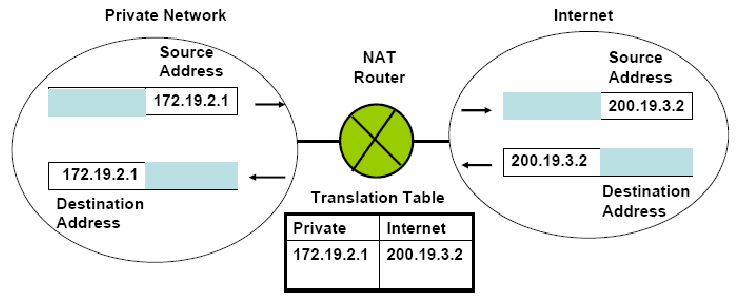 Private Network
Internet
Source
Address
NAT
Router
Source
Address
172.19.2.1
200.19.3.2
172.19.2.1
200.19.3.2
Destination
Address
Translation Table
Destination
Address
Private Internet
172.19.2.1 200.19.3.2